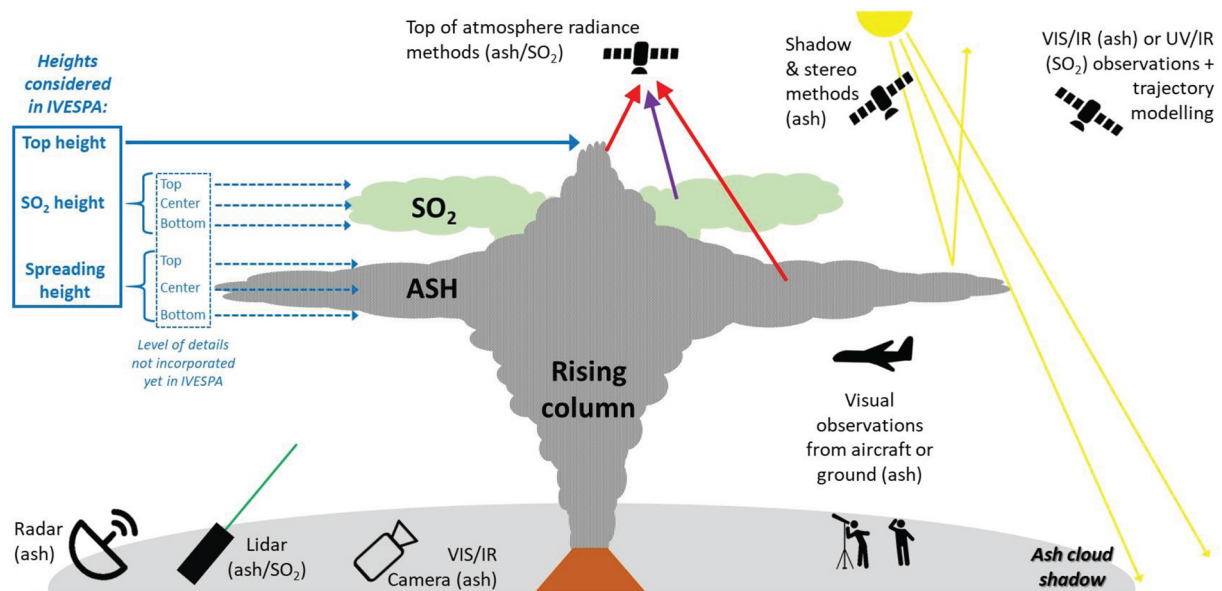 Heights
considered
in IVESPA:
Top height
SO₂ height
Spreading
height
Top
Center
Bottom
Top
Center
Bottom
Level of details
not incorporated
yet in IVESPA
Top of atmosphere radiance
methods (ash/SO₂)
Shadow
& stereo
methods
(ash)
VIS/IR (ash) or UV/IR
(SO₂) observations +
trajectory
modelling
SO₂
ASH
Rising
column
Visual
observations
from aircraft or
ground (ash)
Radar
(ash)
Lidar
(ash/SO₂)
VIS/IR
Camera (ash)
Ash cloud
shadow